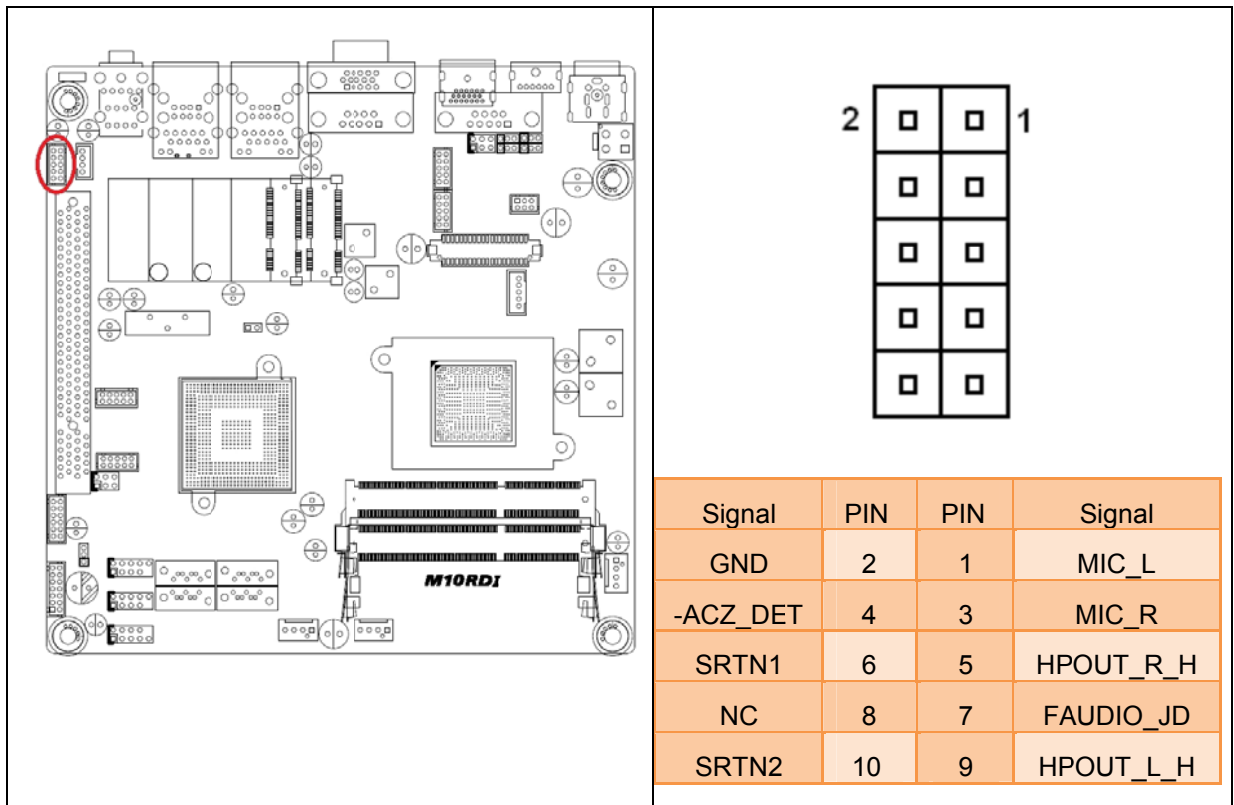 M10RDI
2 1
Signal PIN PIN Signal
GND 2 1 MIC_L
-ACZ_DET 4 3 MIC_R
SRTN1 6 5 HPOUT_R_H
NC 8 7 FAUDIO_JD
SRTN2 10 9 HPOUT_L_H